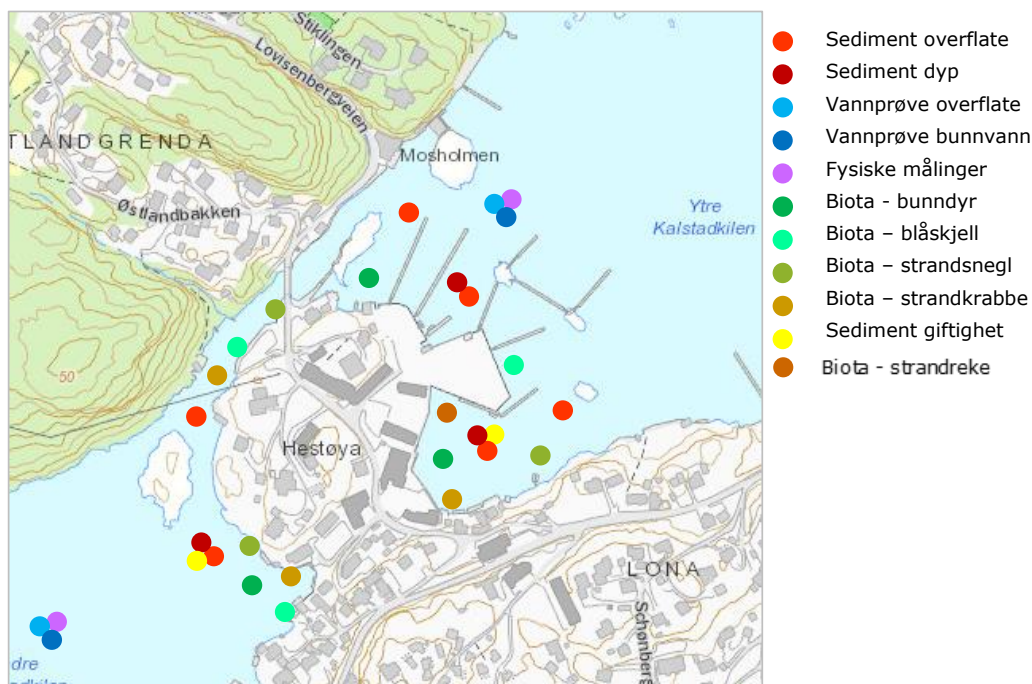 Stiklingen
Lovisenbergveien
TLANDGRENDA
Mosholmen
Østlandbakken
Ytre
Kalstadkilen
50
Hestøya
LONA
Schønberg
dre
Sediment overflate
Sediment dyp
Vannprøve overflate
Vannprøve bunnvann
Fysiske målinger
Biota - bunndyr
Biota – blåskjell
Biota – strandsnegl
Biota – strandkrabbe
Sediment giftighet
Biota - strandreke